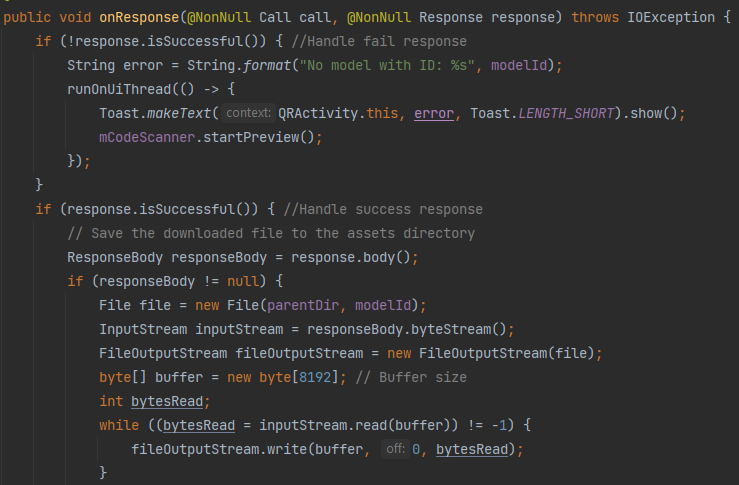 public void onResponse(@NonNull Call call, @NonNull Response response) throws IOException {
if (!response.isSuccessful()) { //Handle fail response
String error = String.format("No model with ID: %s", modelId);
runOnUiThread(() -> {
Toast.makeText( context: QRActivity.this, error, Toast.LENGTH_SHORT).show();
mCodeScanner.startPreview();
});
}
if (response.isSuccessful()) { //Handle success response
// Save the downloaded file to the assets directory
ResponseBody responseBody = response.body();
if (responseBody != null) {
File file = new File(parentDir, modelId);
InputStream inputStream = responseBody.byteStream();
FileOutputStream fileOutputStream = new FileOutputStream(file);
byte[] buffer = new byte[8192]; // Buffer size
int bytesRead;
while ((bytesRead = inputStream.read(buffer)) != -1) {
fileOutputStream.write(buffer, off: 0, bytesRead);
}